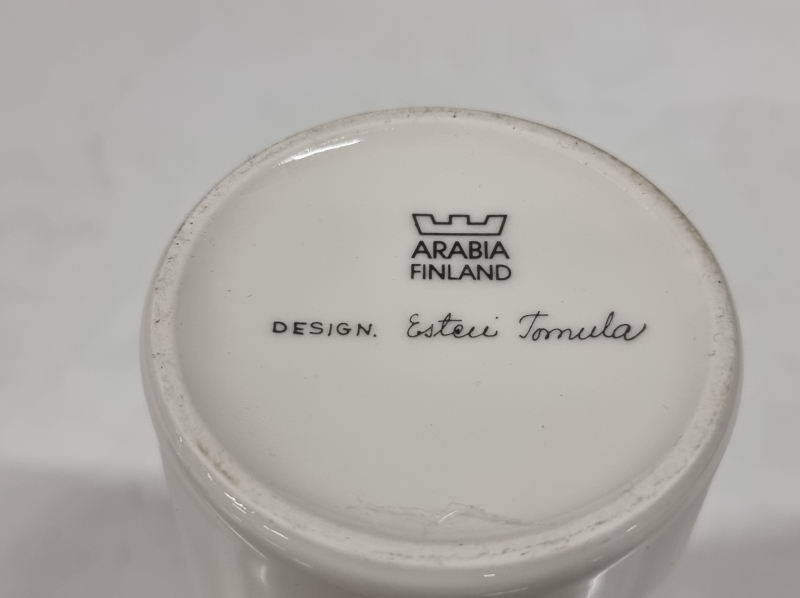 ARABIA
FINLAND
DESIGN. Esteri Tomula